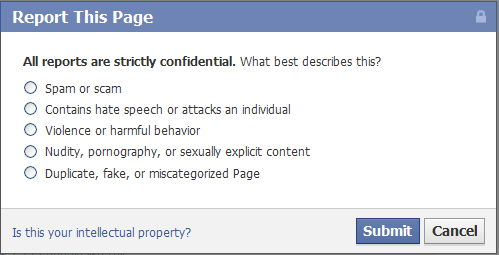 Report This Page
All reports are strictly confidential. What best describes this?
Spam or scam
Contains hate speech or attacks an individual
Violence or harmful behavior
Nudity, pornography, or sexually explicit content
Duplicate, fake, or miscategorized Page
Is this your intellectual property? Submit Cancel